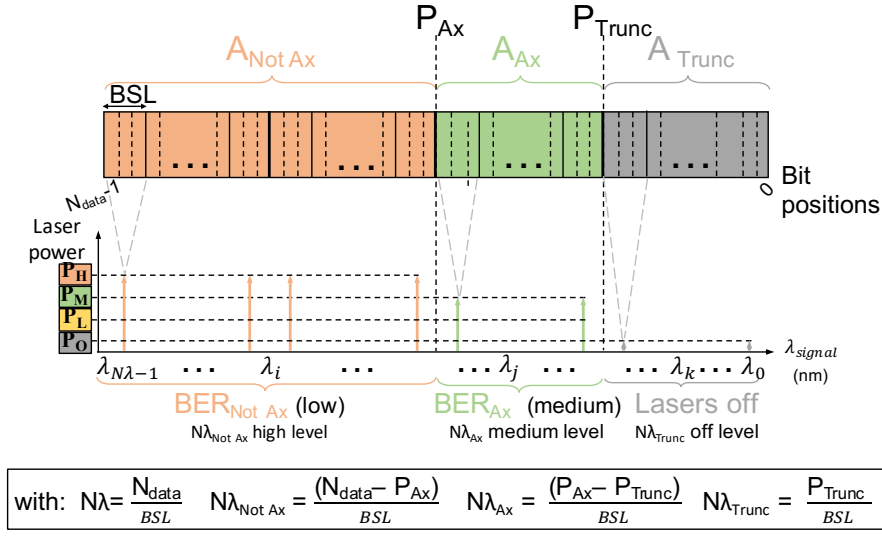 P_Ax P_Trunc
A_Not Ax A_Ax A_Trunc
BSL
... ... ... ...
N_data-1 0 Bit positions
Laser power
P_H
P_M
P_L
P_O
λ_Nλ−1 ... λ_i ... ... λ_j ... ... λ_k ... λ_0 λ_signal (nm)
BER_Not Ax (low) BER_Ax (medium) Lasers off
Nλ_Not Ax high level Nλ_Ax medium level Nλ_Trunc off level
with: Nλ= N_data / BSL Nλ_Not Ax = (N_data− P_Ax) / BSL Nλ_Ax = (P_Ax− P_Trunc) / BSL Nλ_Trunc = P_Trunc / BSL